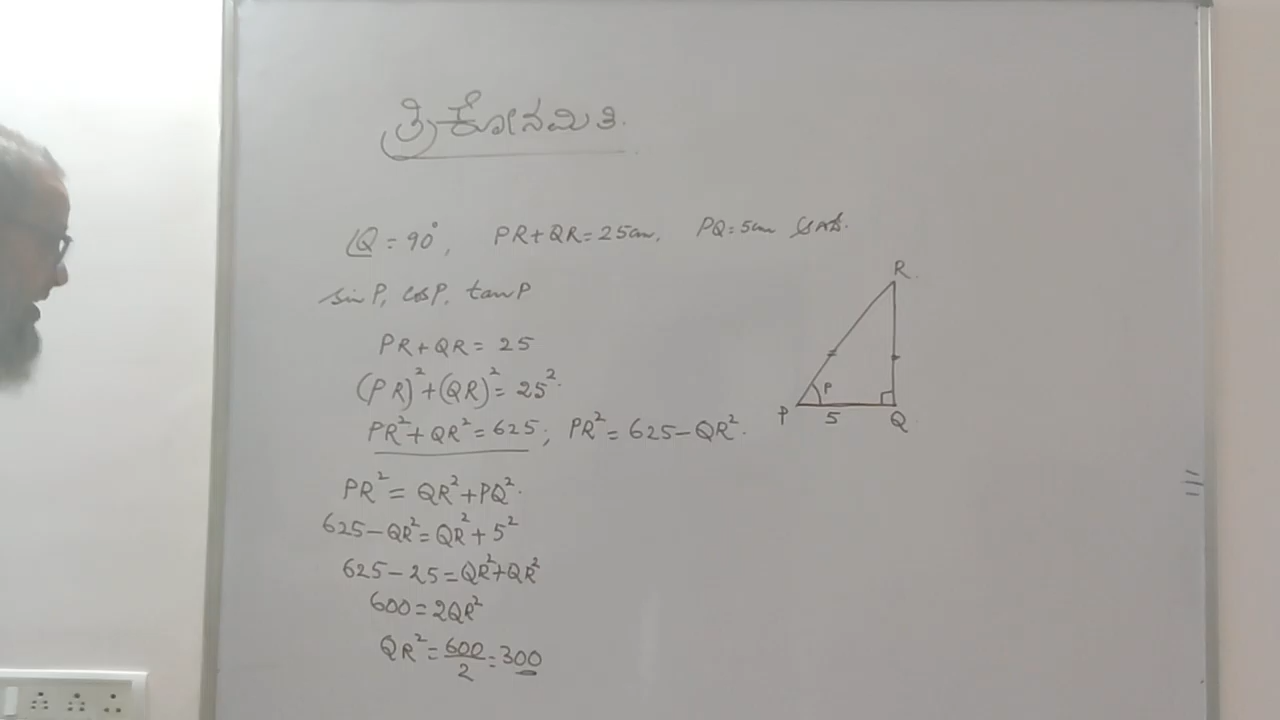 ತ್ರಿಕೋನಮಿತಿ.
∠Q = 90°, PR + QR = 25cm, PQ = 5cm
sin P, cos P, tan P
PR + QR = 25
(PR)² + (QR)² = 25².
PR² + QR² = 625 ; PR² = 625 - QR².
PR² = QR² + PQ².
625 - QR² = QR² + 5²
625 - 25 = QR² + QR²
600 = 2QR²
QR² = 600/2 = 300
R
P
P 5 Q